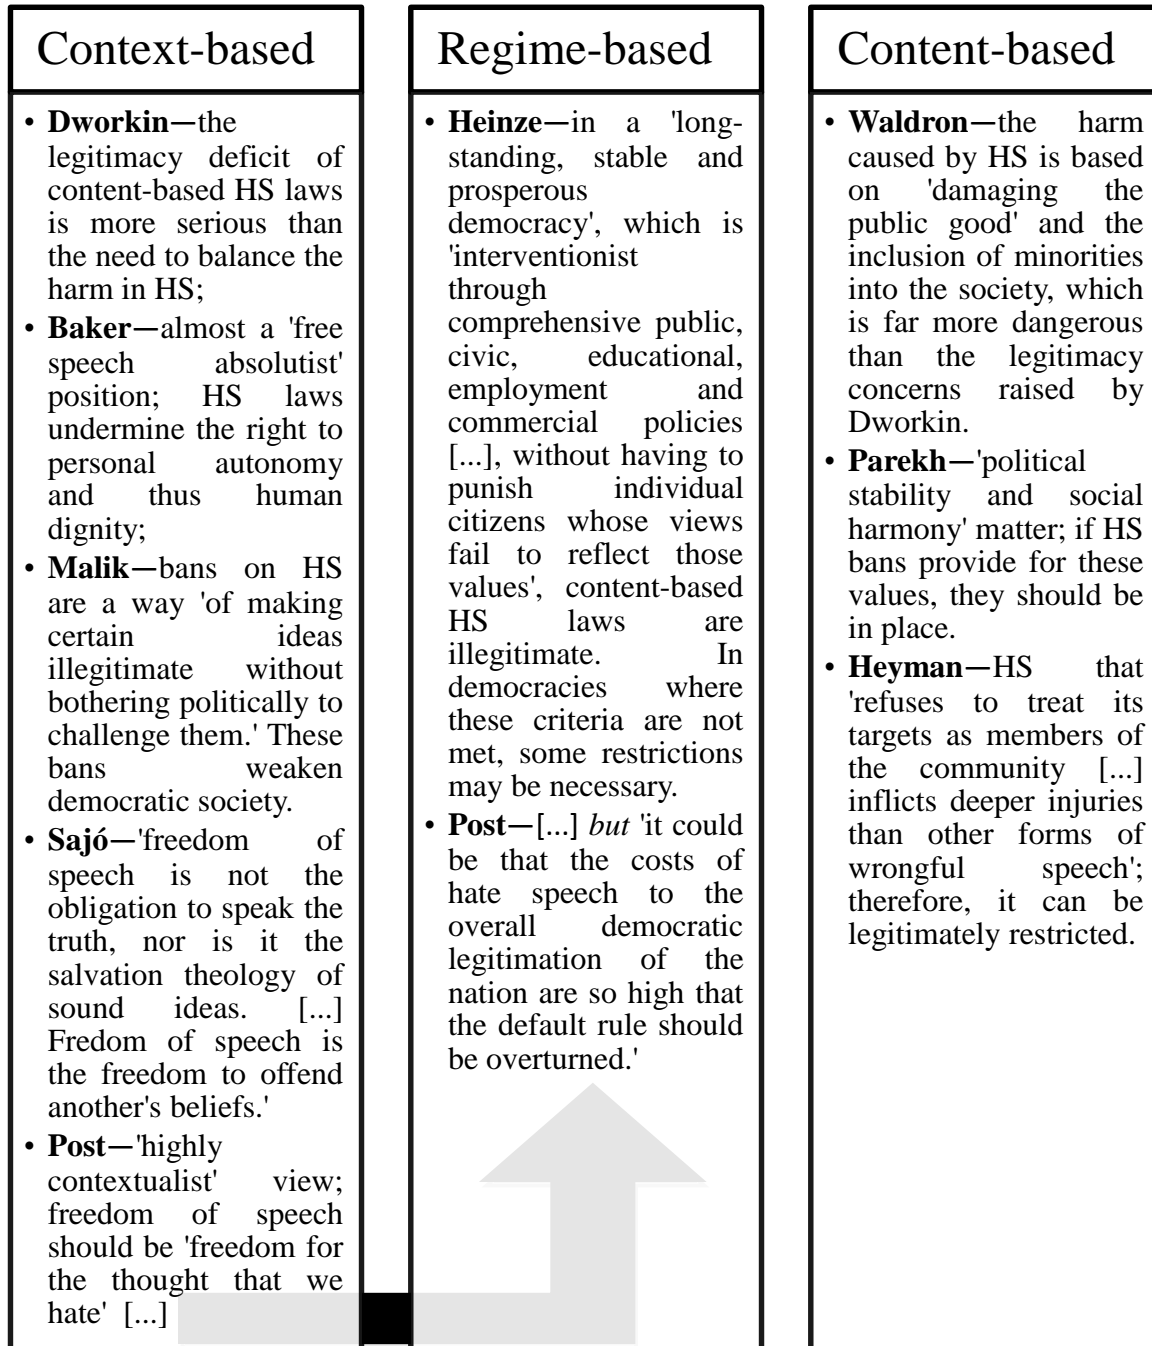 Context-based
• Dworkin—the
legitimacy deficit of
content-based HS laws
is more serious than
the need to balance the
harm in HS;
• Baker—almost a 'free
speech absolutist'
position; HS laws
undermine the right to
personal autonomy
and thus human
dignity;
• Malik—bans on HS
are a way 'of making
certain ideas
illegitimate without
bothering politically to
challenge them.' These
bans weaken
democratic society.
• Sajó—'freedom of
speech is not the
obligation to speak the
truth, nor is it the
salvation theology of
sound ideas. [...]
Fredom of speech is
the freedom to offend
another's beliefs.'
• Post—'highly
contextualist' view;
freedom of speech
should be 'freedom for
the thought that we
hate' [...]
Regime-based
• Heinze—in a 'long-
standing, stable and
prosperous
democracy', which is
'interventionist
through
comprehensive public,
civic, educational,
employment and
commercial policies
[...], without having to
punish individual
citizens whose views
fail to reflect those
values', content-based
HS laws are
illegitimate. In
democracies where
these criteria are not
met, some restrictions
may be necessary.
• Post—[...] but 'it could
be that the costs of
hate speech to the
overall democratic
legitimation of the
nation are so high that
the default rule should
be overturned.'
Content-based
• Waldron—the harm
caused by HS is based
on 'damaging the
public good' and the
inclusion of minorities
into the society, which
is far more dangerous
than the legitimacy
concerns raised by
Dworkin.
• Parekh—'political
stability and social
harmony' matter; if HS
bans provide for these
values, they should be
in place.
• Heyman—HS that
'refuses to treat its
targets as members of
the community [...]
inflicts deeper injuries
than other forms of
wrongful speech';
therefore, it can be
legitimately restricted.